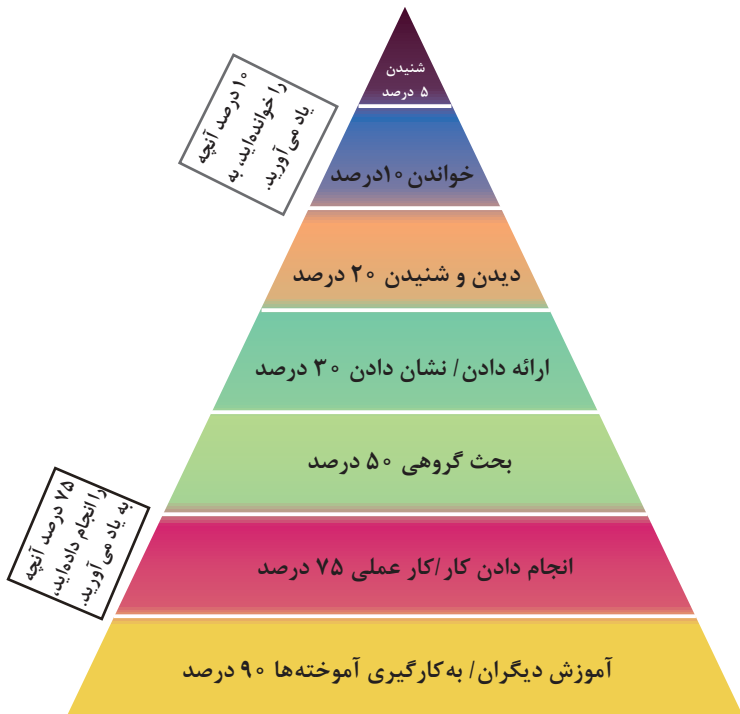 شنیدن
۵ درصد
۱۰ درصد آنچه
را خوانده‌اید، به
یاد می‌آورید.
خواندن ۱۰درصد
دیدن و شنیدن ۲۰ درصد
ارائه دادن/ نشان دادن ۳۰ درصد
بحث گروهی ۵۰ درصد
۷۵ درصد آنچه
را انجام داده‌اید،
به یاد می‌آورید.
انجام دادن کار/کار عملی ۷۵ درصد
آموزش دیگران/ به‌کارگیری آموخته‌ها ۹۰ درصد